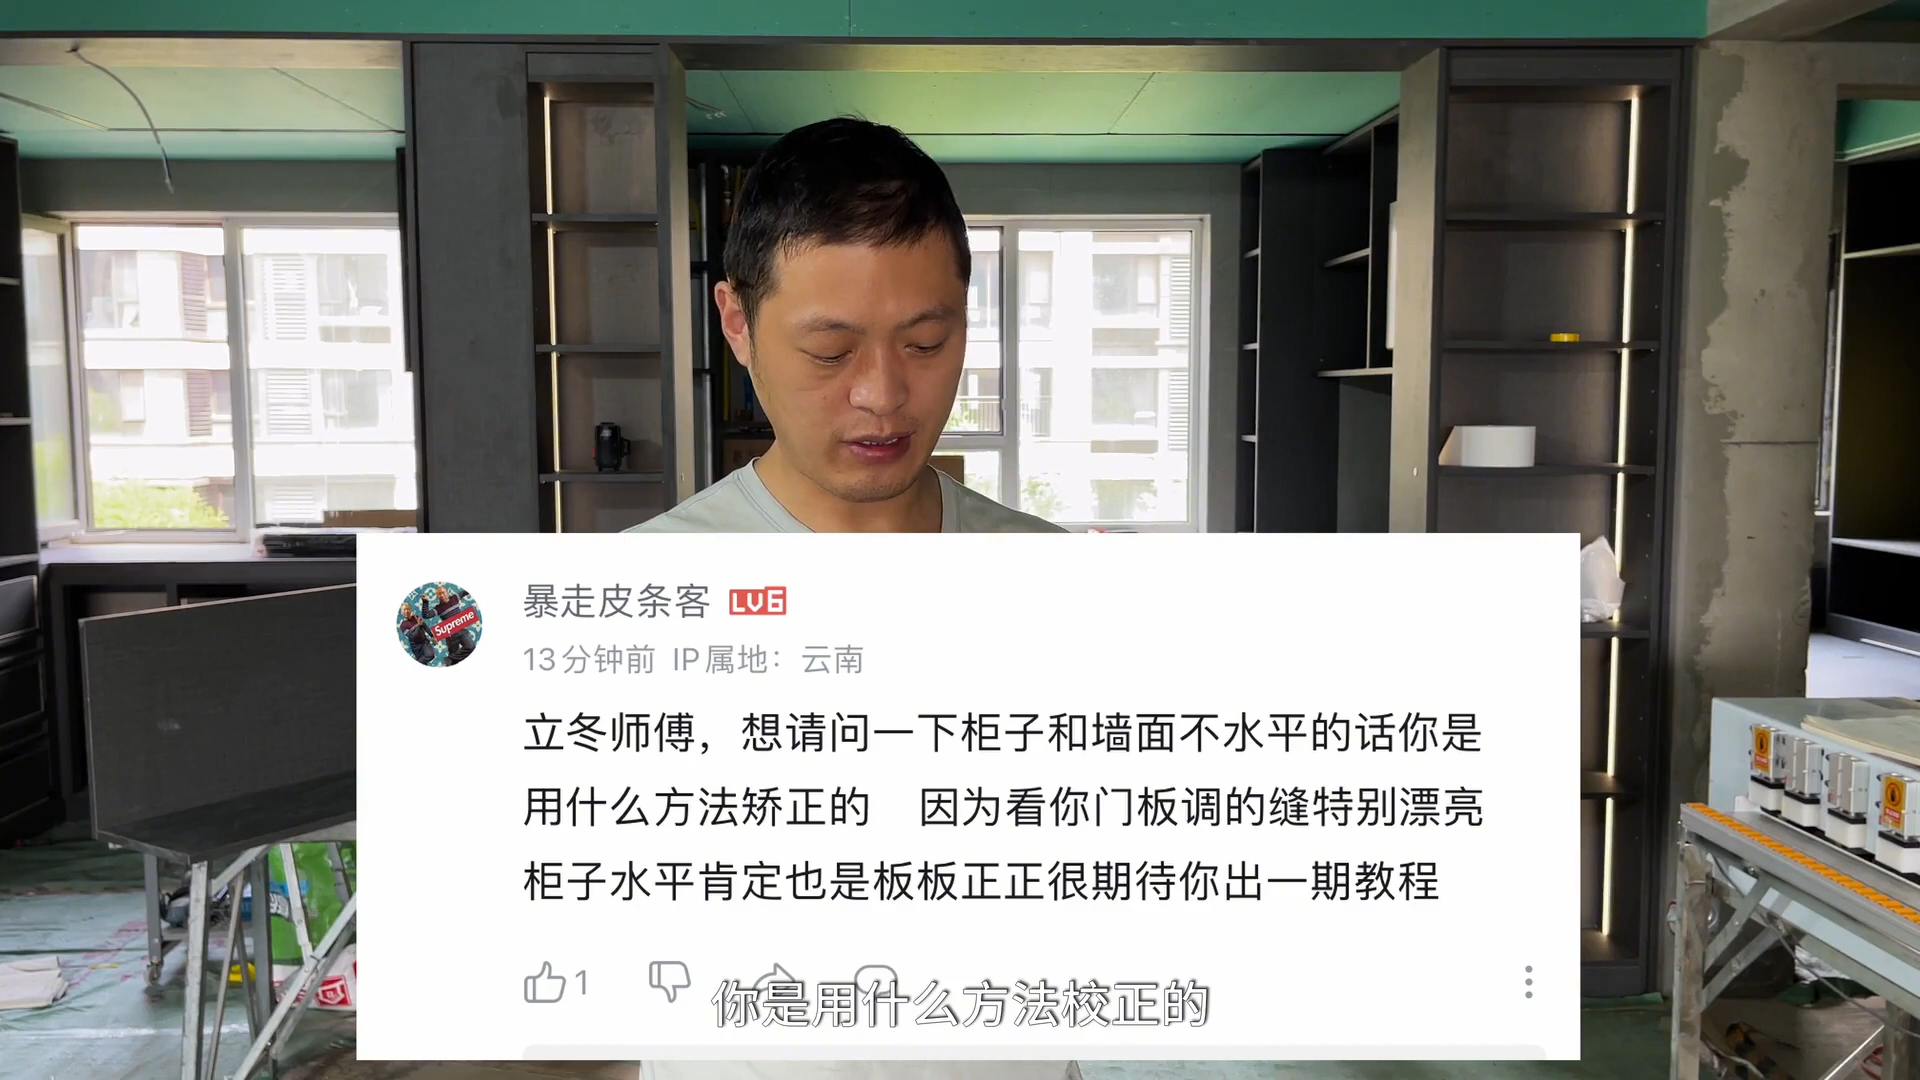 暴走皮条客 LV6
Supreme
13分钟前 IP属地：云南
立冬师傅，想请问一下柜子和墙面不水平的话你是
用什么方法矫正的 因为看你门板调的缝特别漂亮
柜子水平肯定也是板板正正很期待你出一期教程
1
你是用什么方法校正的